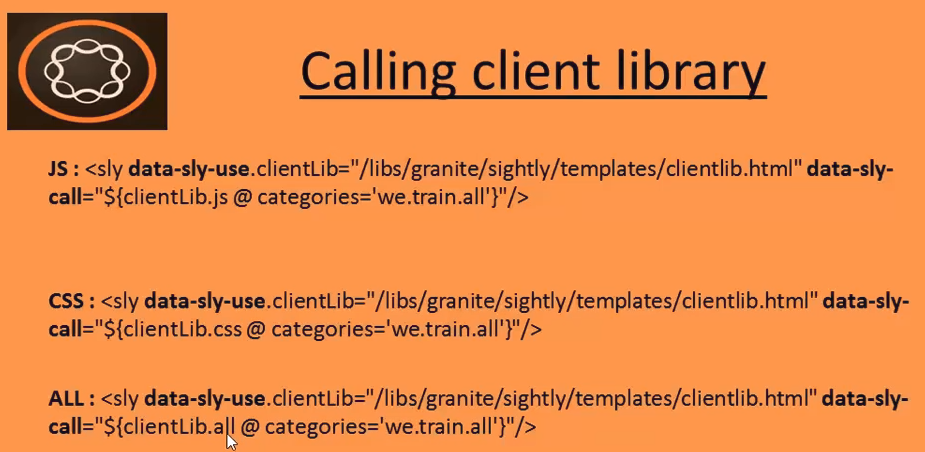 Calling client library
JS : <sly data-sly-use.clientLib="/libs/granite/sightly/templates/clientlib.html" data-sly-
call="${clientLib.js @ categories='we.train.all'}"/>
CSS : <sly data-sly-use.clientLib="/libs/granite/sightly/templates/clientlib.html" data-sly-
call="${clientLib.css @ categories='we.train.all'}"/>
ALL : <sly data-sly-use.clientLib="/libs/granite/sightly/templates/clientlib.html" data-sly-
call="${clientLib.all @ categories='we.train.all'}"/>